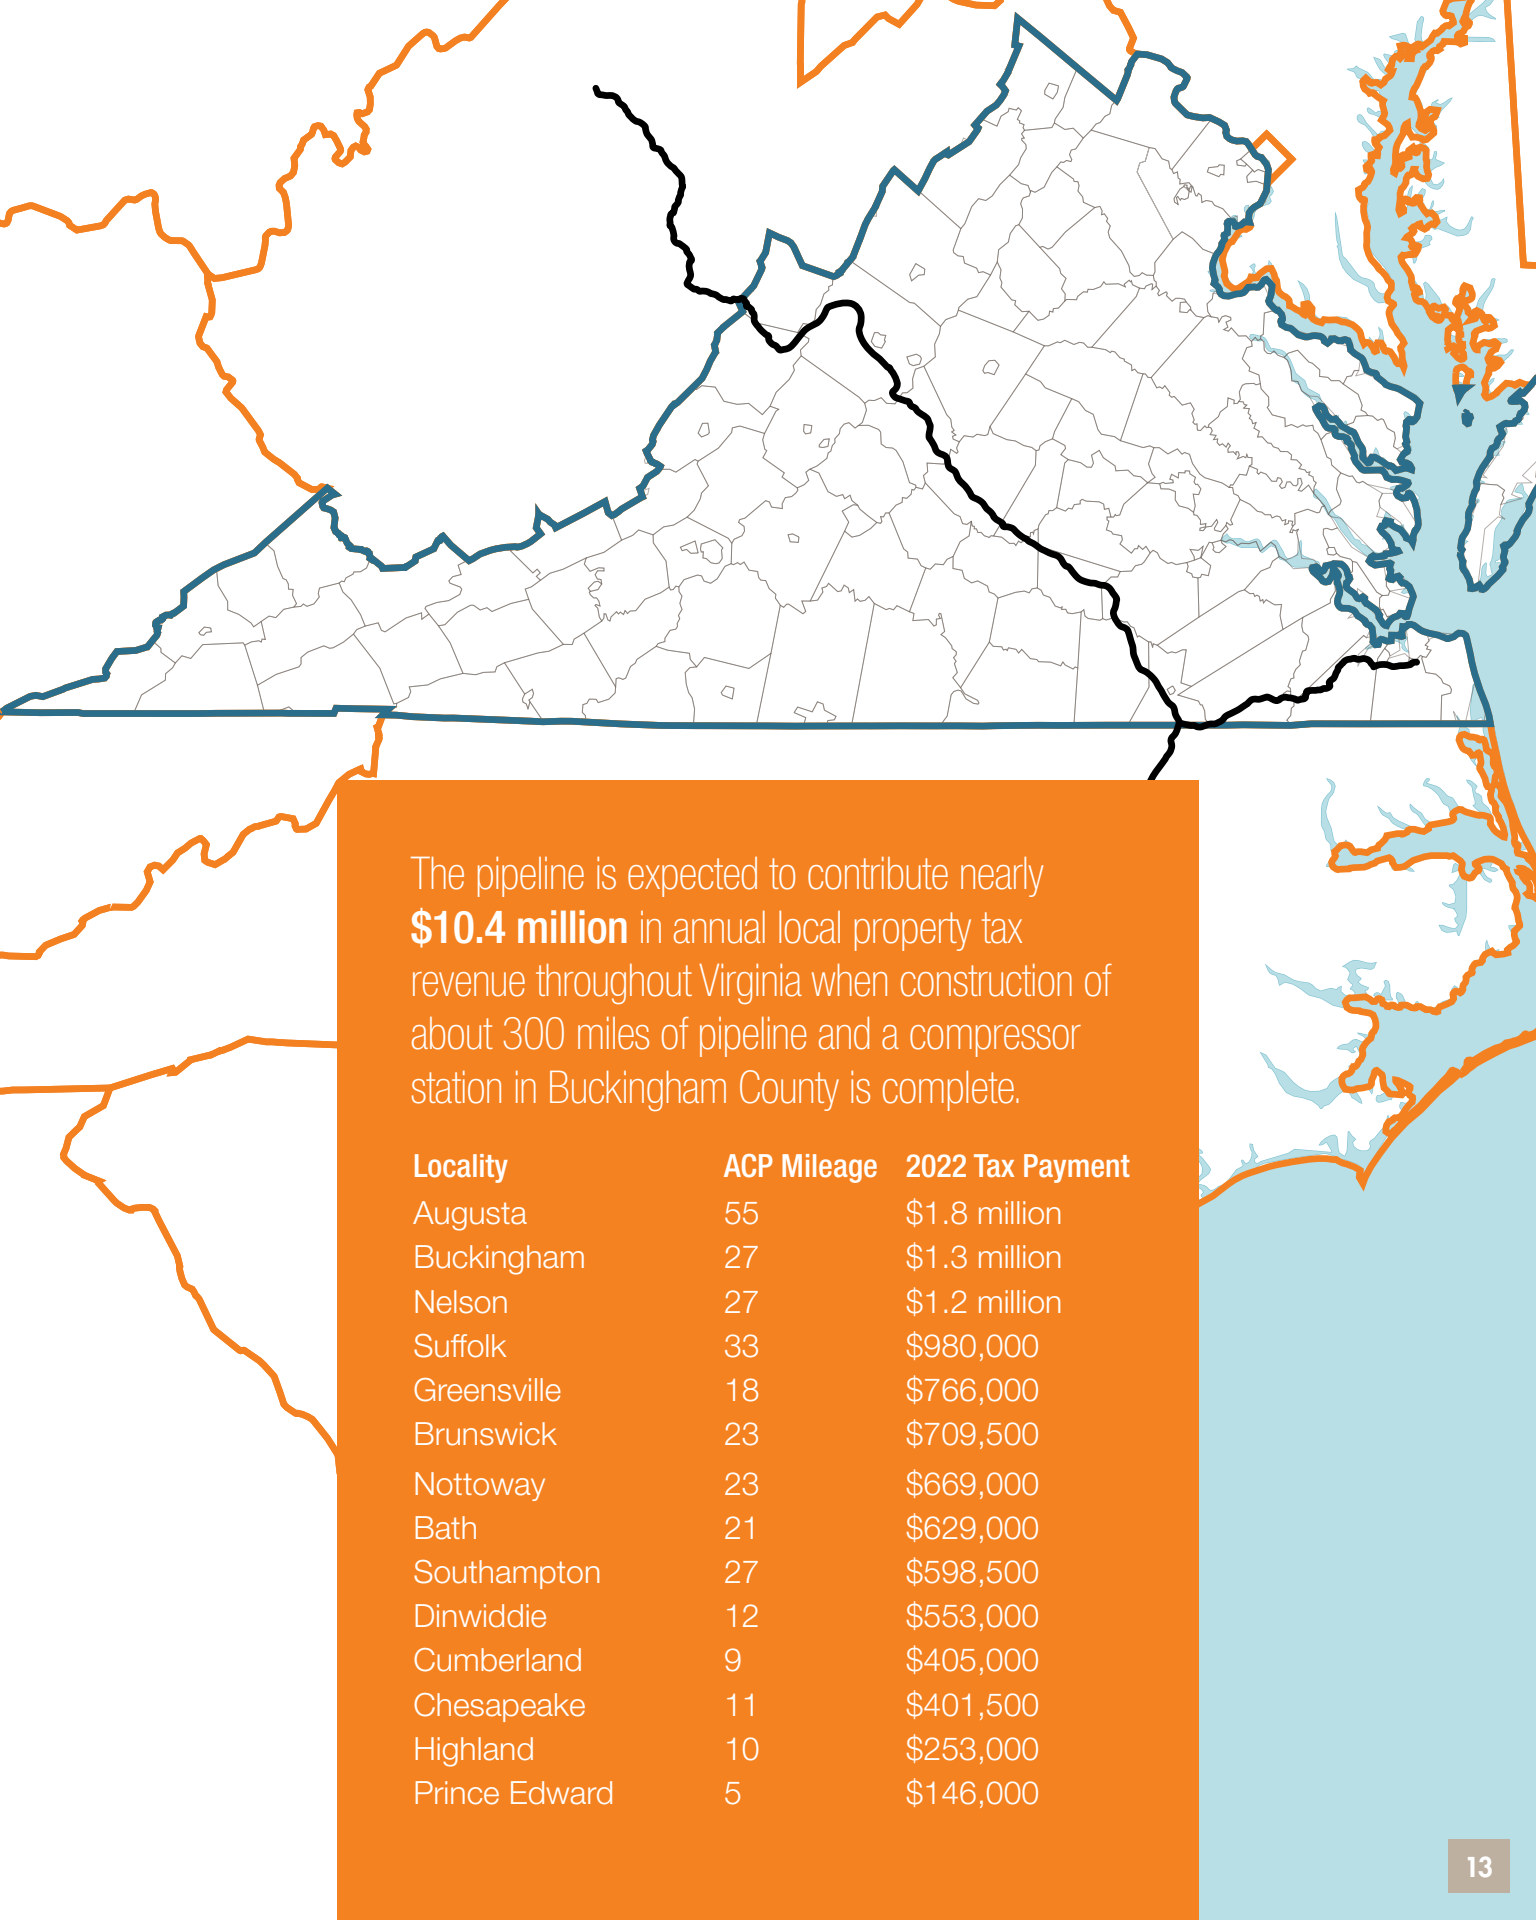 The pipeline is expected to contribute nearly
$10.4 million in annual local property tax
revenue throughout Virginia when construction of
about 300 miles of pipeline and a compressor
station in Buckingham County is complete.
Locality ACP Mileage 2022 Tax Payment
Augusta 55 $1.8 million
Buckingham 27 $1.3 million
Nelson 27 $1.2 million
Suffolk 33 $980,000
Greensville 18 $766,000
Brunswick 23 $709,500
Nottoway 23 $669,000
Bath 21 $629,000
Southampton 27 $598,500
Dinwiddie 12 $553,000
Cumberland 9 $405,000
Chesapeake 11 $401,500
Highland 10 $253,000
Prince Edward 5 $146,000
13